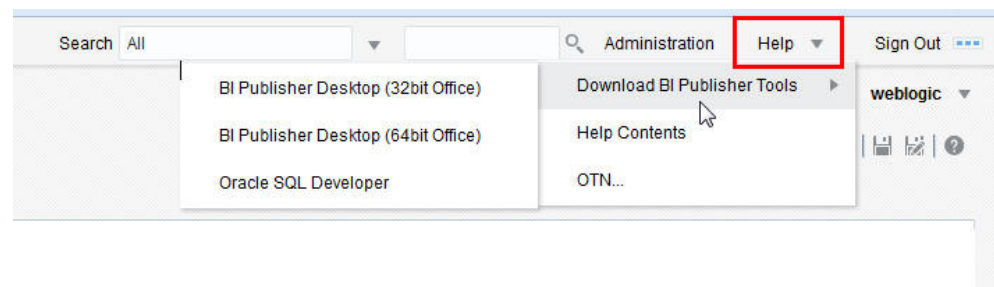 Search All Administration Help Sign Out
BI Publisher Desktop (32bit Office)
BI Publisher Desktop (64bit Office)
Oracle SQL Developer
Download BI Publisher Tools
Help Contents
OTN...
weblogic